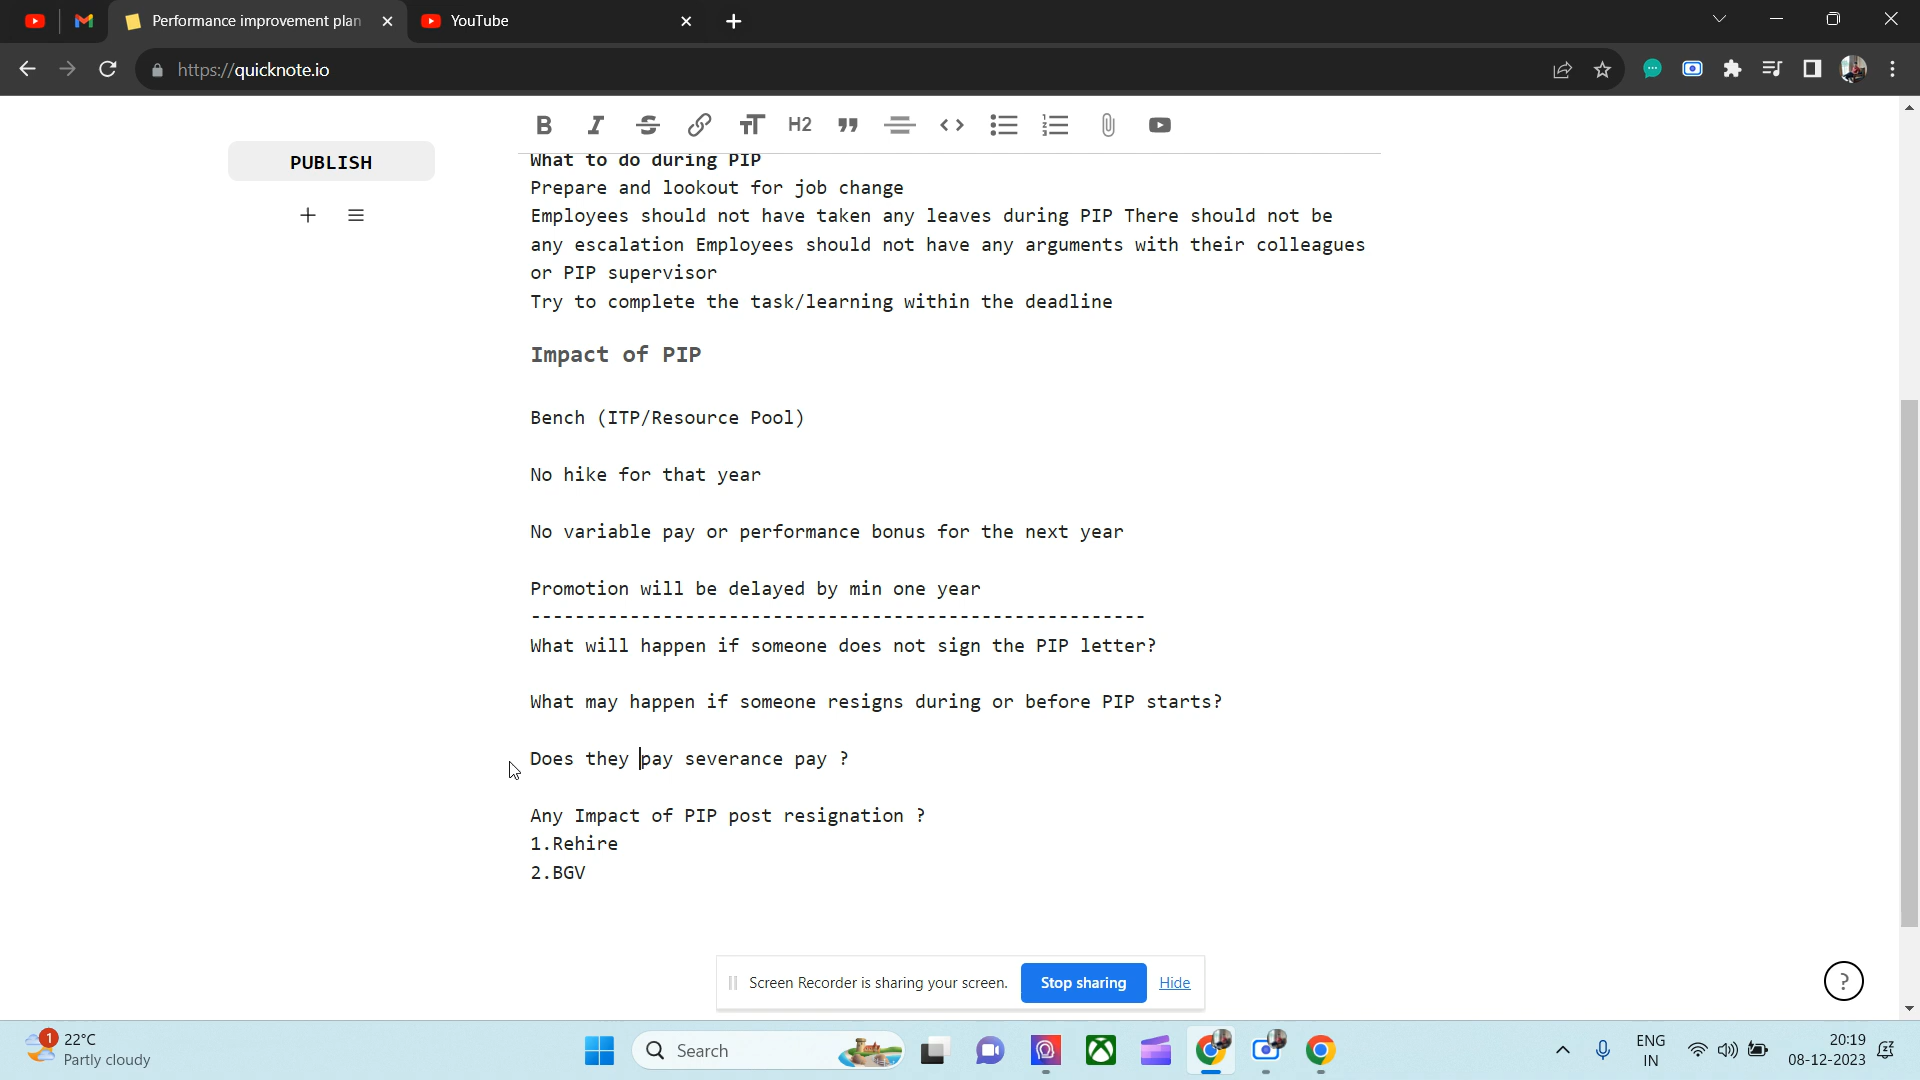 Performance improvement plan
YouTube
https://quicknote.io
B I S H2
PUBLISH
What to do during PIP
Prepare and lookout for job change
Employees should not have taken any leaves during PIP There should not be
any escalation Employees should not have any arguments with their colleagues
or PIP supervisor
Try to complete the task/learning within the deadline
Impact of PIP
Bench (ITP/Resource Pool)
No hike for that year
No variable pay or performance bonus for the next year
Promotion will be delayed by min one year
--------------------------------------------------------
What will happen if someone does not sign the PIP letter?
What may happen if someone resigns during or before PIP starts?
Does they pay severance pay ?
Any Impact of PIP post resignation ?
1.Rehire
2.BGV
Screen Recorder is sharing your screen.
Stop sharing
Hide
?
1
22°C
Partly cloudy
Search
ENG
IN
20:19
08-12-2023